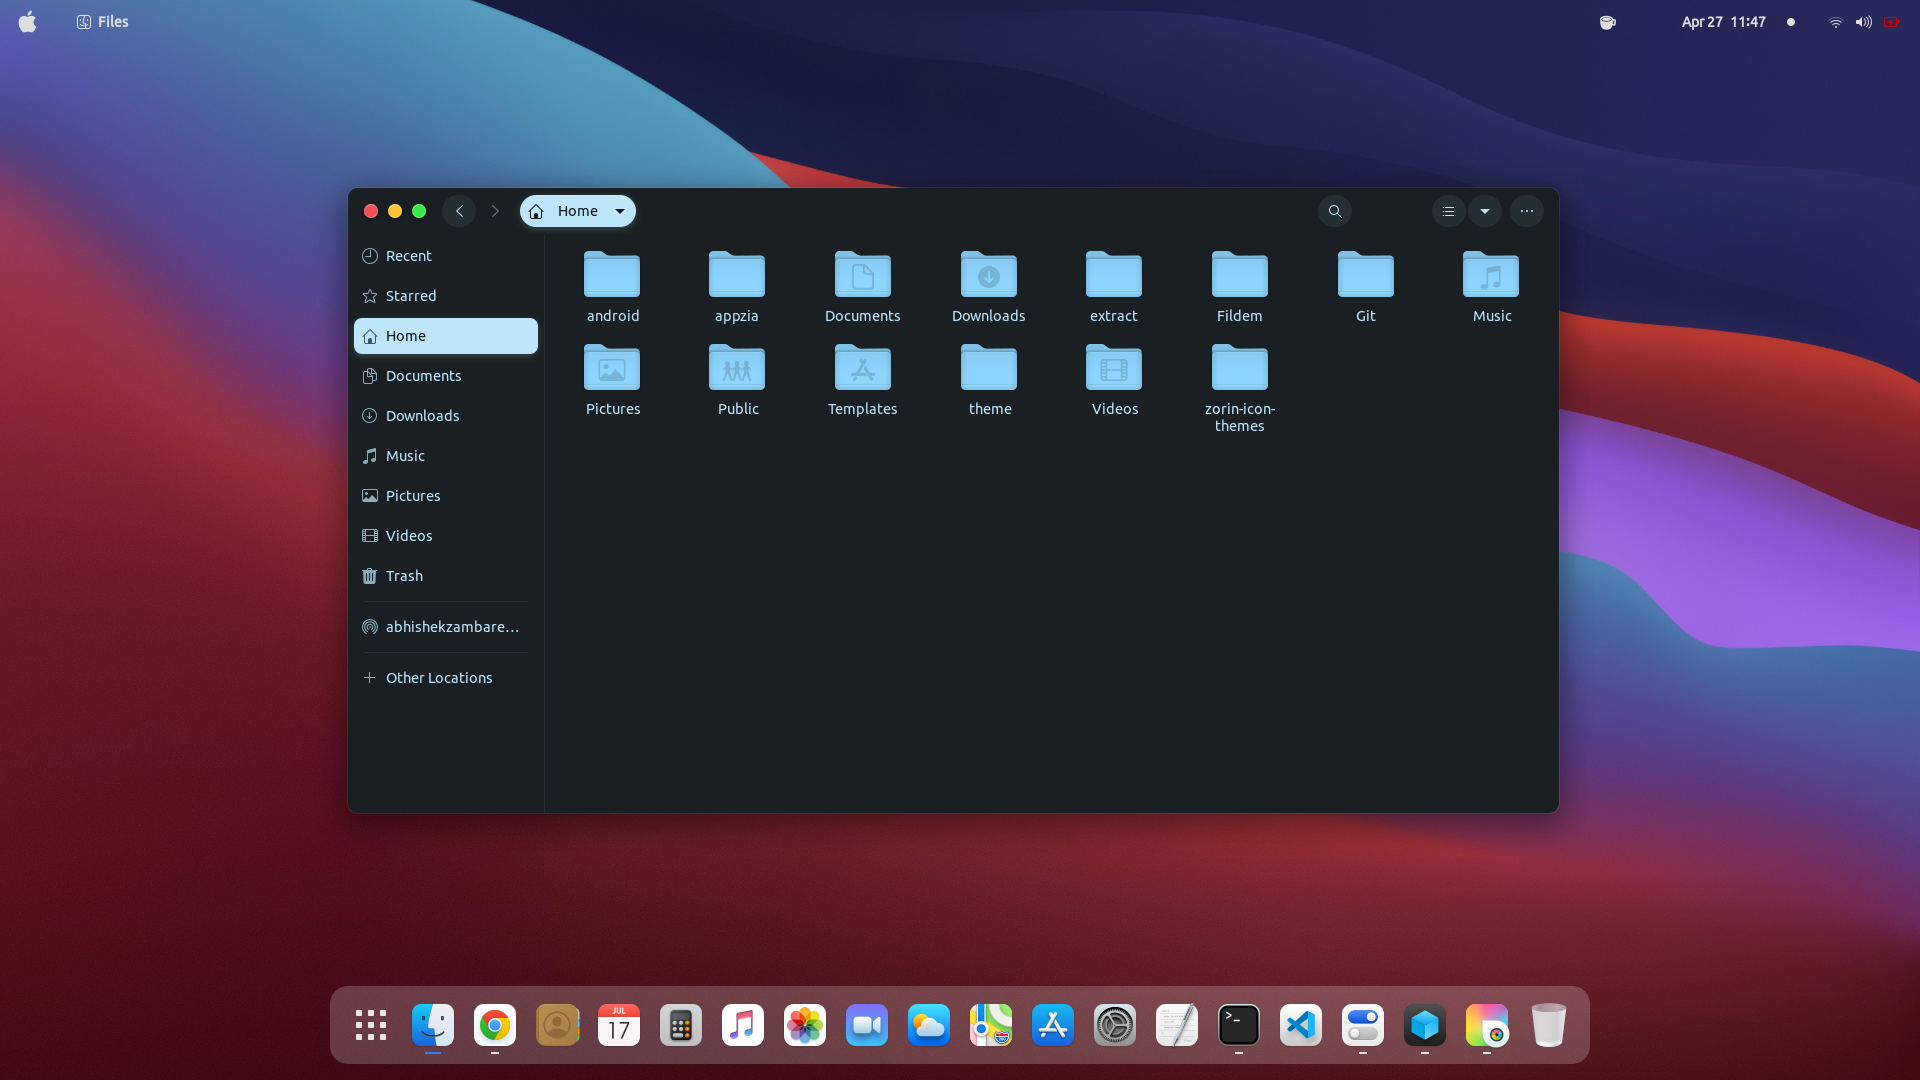 Files
Apr 27 11:47
Home
Recent
Starred
Home
Documents
Downloads
Music
Pictures
Videos
Trash
abhishekzambare...
Other Locations
android
appzia
Documents
Downloads
extract
Fildem
Git
Music
Pictures
Public
Templates
theme
Videos
zorin-icon-
themes
JUL
17
>_